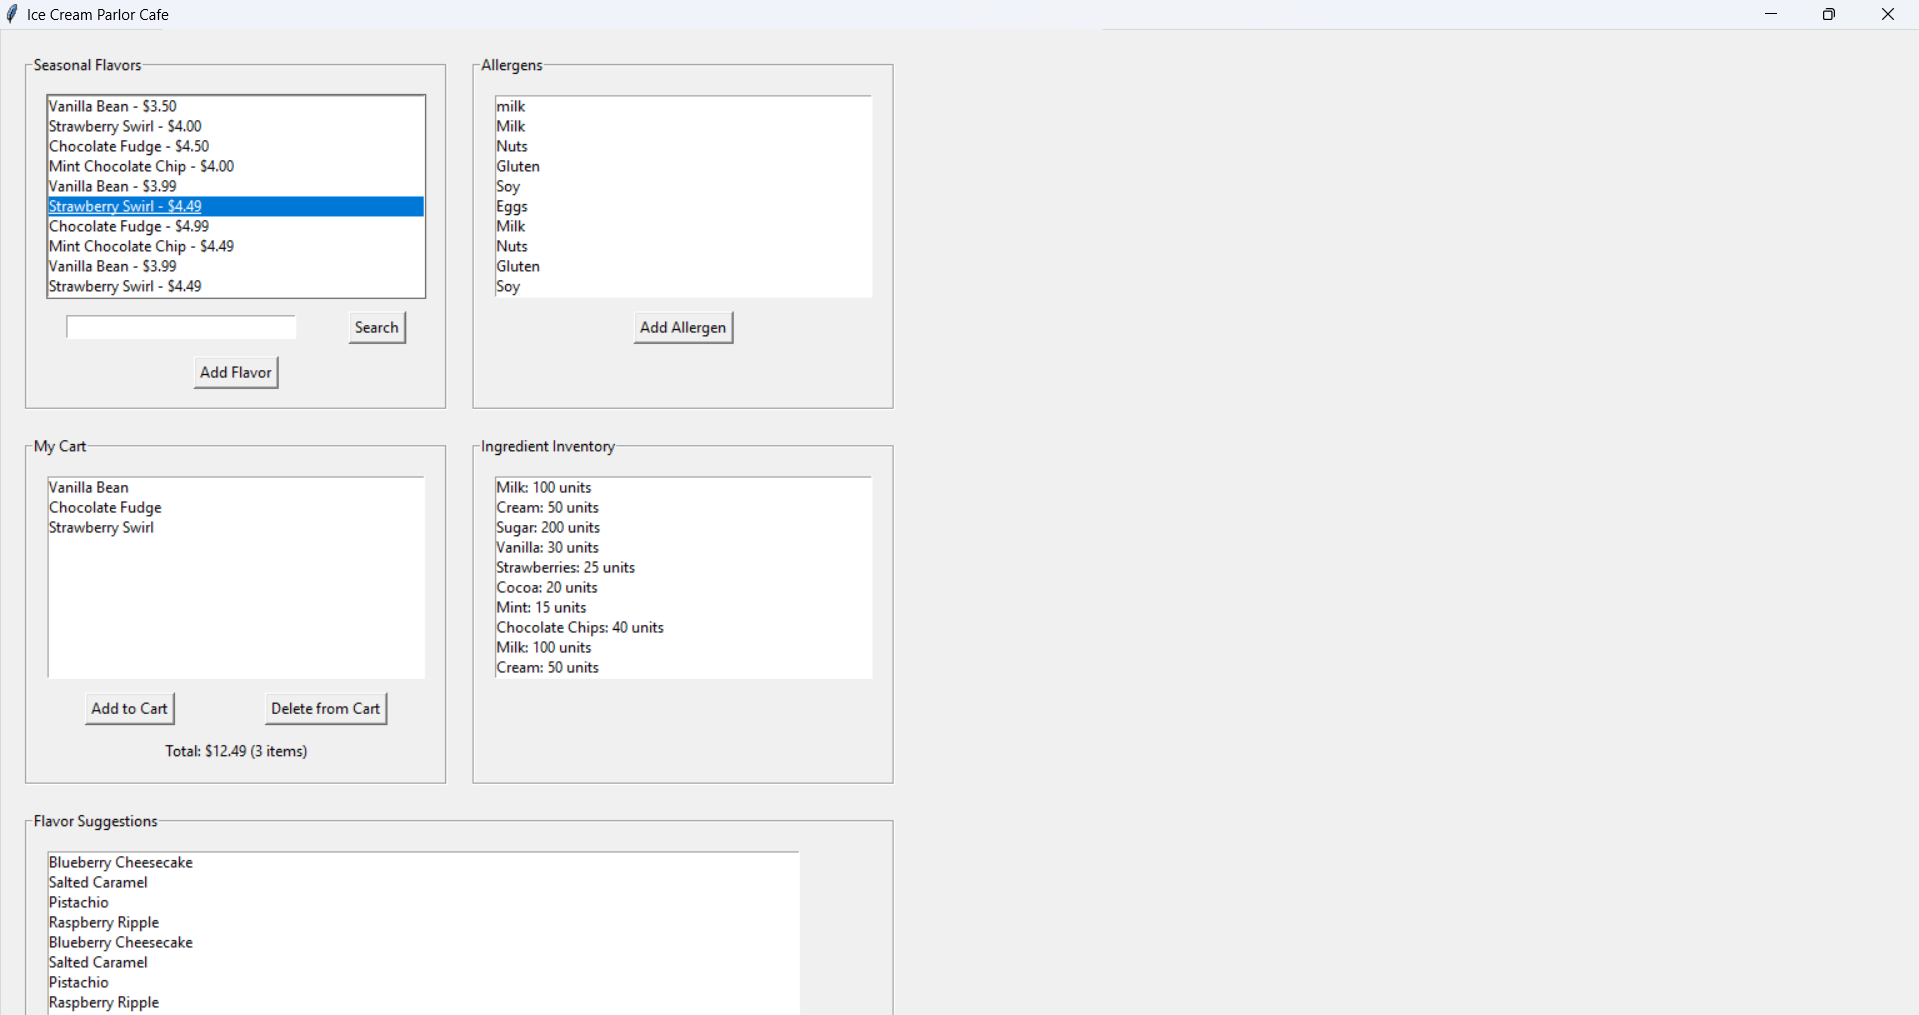 Ice Cream Parlor Cafe
Seasonal Flavors
Vanilla Bean - $3.50
Strawberry Swirl - $4.00
Chocolate Fudge - $4.50
Mint Chocolate Chip - $4.00
Vanilla Bean - $3.99
Strawberry Swirl - $4.49
Chocolate Fudge - $4.99
Mint Chocolate Chip - $4.49
Vanilla Bean - $3.99
Strawberry Swirl - $4.49
Search
Add Flavor
Allergens
milk
Milk
Nuts
Gluten
Soy
Eggs
Milk
Nuts
Gluten
Soy
Add Allergen
My Cart
Vanilla Bean
Chocolate Fudge
Strawberry Swirl
Add to Cart
Delete from Cart
Total: $12.49 (3 items)
Ingredient Inventory
Milk: 100 units
Cream: 50 units
Sugar: 200 units
Vanilla: 30 units
Strawberries: 25 units
Cocoa: 20 units
Mint: 15 units
Chocolate Chips: 40 units
Milk: 100 units
Cream: 50 units
Flavor Suggestions
Blueberry Cheesecake
Salted Caramel
Pistachio
Raspberry Ripple
Blueberry Cheesecake
Salted Caramel
Pistachio
Raspberry Ripple